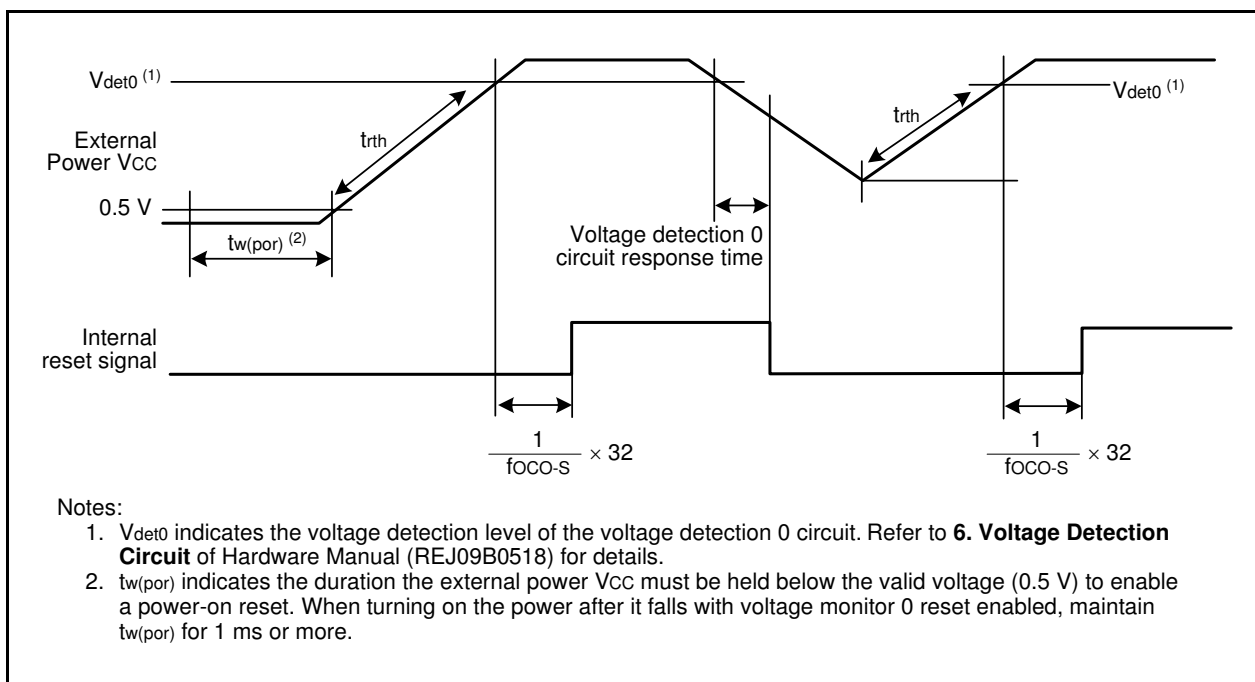 Vdet0 (1)
External
Power VCC
0.5 V
trth
tw(por) (2)
Voltage detection 0
circuit response time
trth
Vdet0 (1)
Internal
reset signal
1
fOCO-S
× 32
1
fOCO-S
× 32
Notes:
1. Vdet0 indicates the voltage detection level of the voltage detection 0 circuit. Refer to 6. Voltage Detection
Circuit of Hardware Manual (REJ09B0518) for details.
2. tw(por) indicates the duration the external power VCC must be held below the valid voltage (0.5 V) to enable
a power-on reset. When turning on the power after it falls with voltage monitor 0 reset enabled, maintain
tw(por) for 1 ms or more.